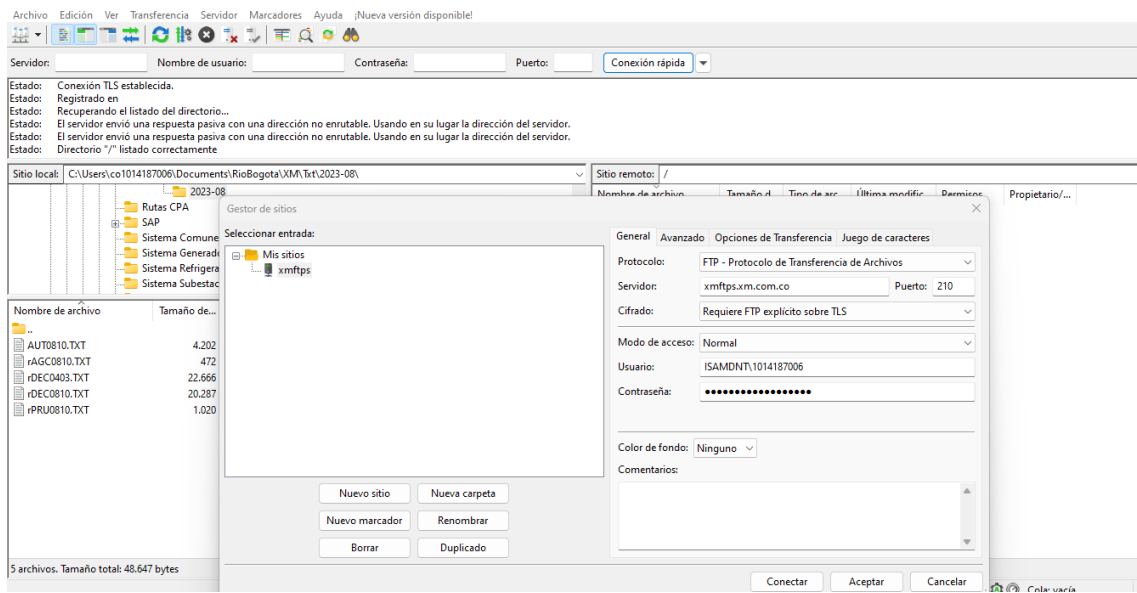 Archivo Edición Ver Transferencia Servidor Marcadores Ayuda ¡Nueva versión disponible!
Servidor: Nombre de usuario: Contraseña: Puerto: Conexión rápida
Estado: Conexión TLS establecida.
Estado: Registrado en
Estado: Recuperando el listado del directorio...
Estado: El servidor envió una respuesta pasiva con una dirección no enrutable. Usando en su lugar la dirección del servidor.
Estado: El servidor envió una respuesta pasiva con una dirección no enrutable. Usando en su lugar la dirección del servidor.
Estado: Directorio "/" listado correctamente
Sitio local: C:\Users\co1014187006\Documents\RioBogota\XM\Txt\2023-08\
Sitio remoto: /
2023-08
Rutas CPA
SAP
Sistema Comune
Sistema Generado
Sistema Refrigera
Sistema Subestac
Nombre de archivo Tamaño d... Tipo de arc... Última modific... Permisos Propietario/...
Nombre de archivo Tamaño de...
..
AUT0810.TXT 4.202
rAGC0810.TXT 472
rDEC0403.TXT 22.666
rDEC0810.TXT 20.287
rPRU0810.TXT 1.020
5 archivos. Tamaño total: 48.647 bytes
Gestor de sitios
Seleccionar entrada:
Mis sitios
xmftps
Nuevo sitio Nueva carpeta
Nuevo marcador Renombrar
Borrar Duplicado
General Avanzado Opciones de Transferencia Juego de caracteres
Protocolo: FTP - Protocolo de Transferencia de Archivos
Servidor: xmftps.xm.com.co Puerto: 210
Cifrado: Requiere FTP explícito sobre TLS
Modo de acceso: Normal
Usuario: ISAMDNT\1014187006
Contraseña: ••••••••••••••••••
Color de fondo: Ninguno
Comentarios:
Conectar Aceptar Cancelar
Cola: vacía